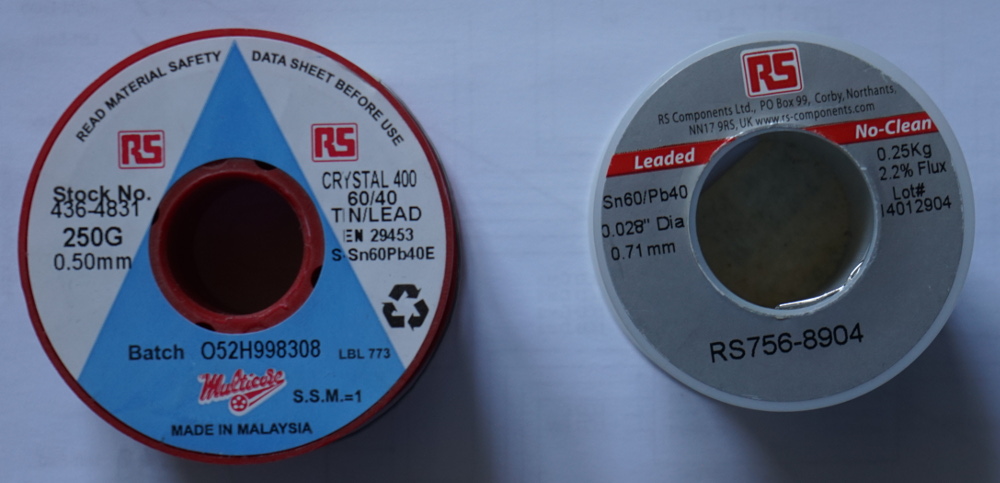 READ MATERIAL SAFETY DATA SHEET BEFORE USE
RS
RS
Stock No.
436-4831
250G
0.50mm
CRYSTAL 400
60/40
TIN/LEAD
EN 29453
S-Sn60Pb40E
Batch O52H998308 LBL 773
Multicore
S.S.M.=1
MADE IN MALAYSIA
RS
RS Components Ltd., PO Box 99, Corby, Northants,
NN17 9RS, UK www.rs-components.com
Leaded
No-Clean
Sn60/Pb40
0.028" Dia
0.71 mm
0.25Kg
2.2% Flux
Lot#
14012904
RS756-8904